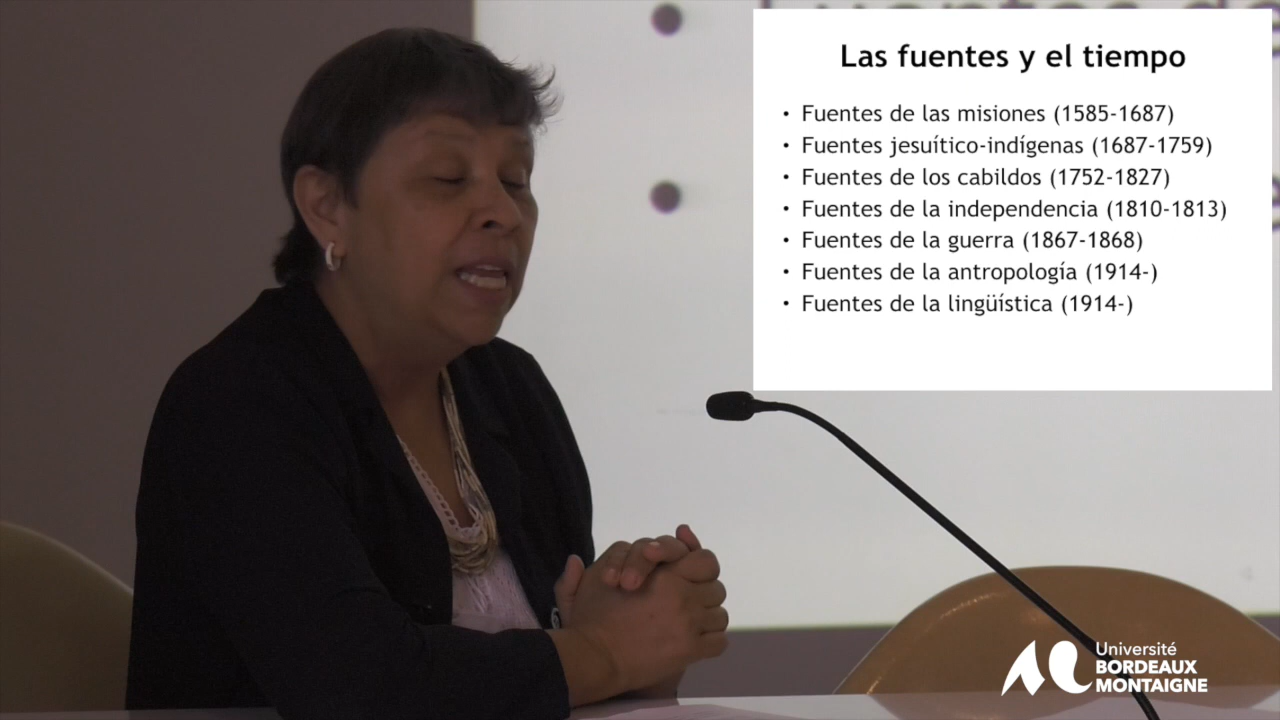 Las fuentes y el tiempo
• Fuentes de las misiones (1585-1687)
• Fuentes jesuítico-indígenas (1687-1759)
• Fuentes de los cabildos (1752-1827)
• Fuentes de la independencia (1810-1813)
• Fuentes de la guerra (1867-1868)
• Fuentes de la antropología (1914-)
• Fuentes de la lingüística (1914-)
Université
BORDEAUX
MONTAIGNE